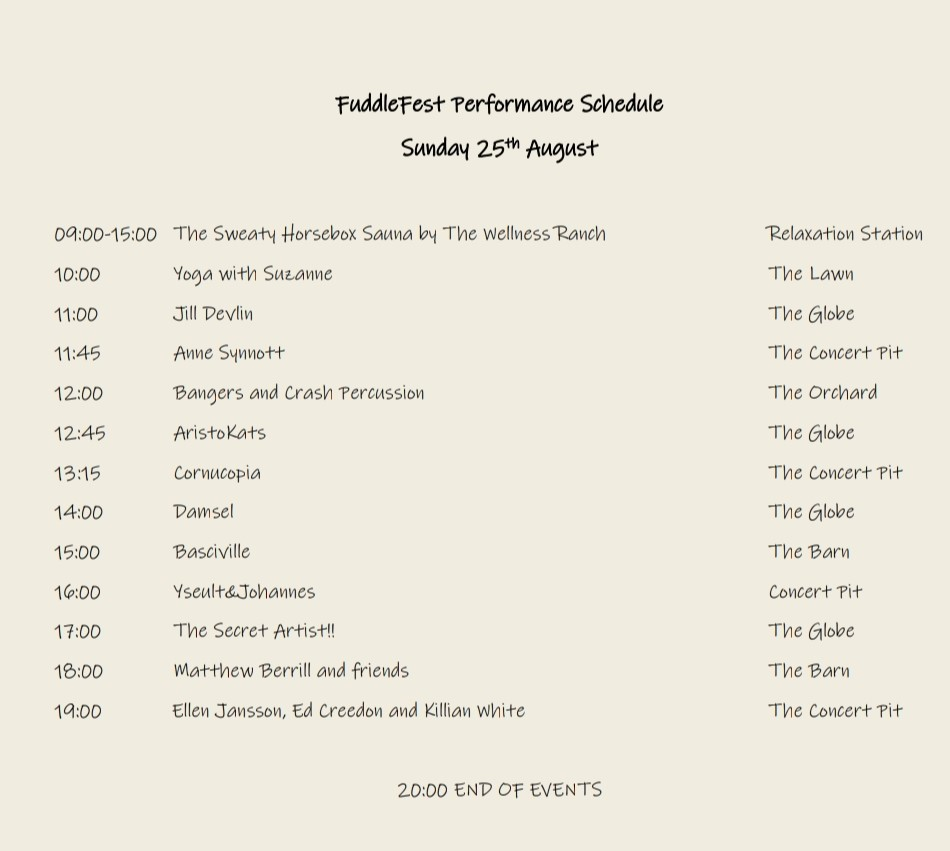 FuddleFest Performance Schedule
Sunday 25th August
09:00-15:00 The Sweaty Horsebox Sauna by The Wellness Ranch Relaxation Station
10:00 Yoga with Suzanne The Lawn
11:00 Jill Devlin The Globe
11:45 Anne Synnott The Concert Pit
12:00 Bangers and Crash Percussion The Orchard
12:45 AristoKats The Globe
13:15 Cornucopia The Concert Pit
14:00 Damsel The Globe
15:00 Basciville The Barn
16:00 Yseult&Johannes Concert Pit
17:00 The Secret Artist!! The Globe
18:00 Matthew Berrill and friends The Barn
19:00 Ellen Jansson, Ed Creedon and Killian White The Concert Pit
20:00 END OF EVENTS